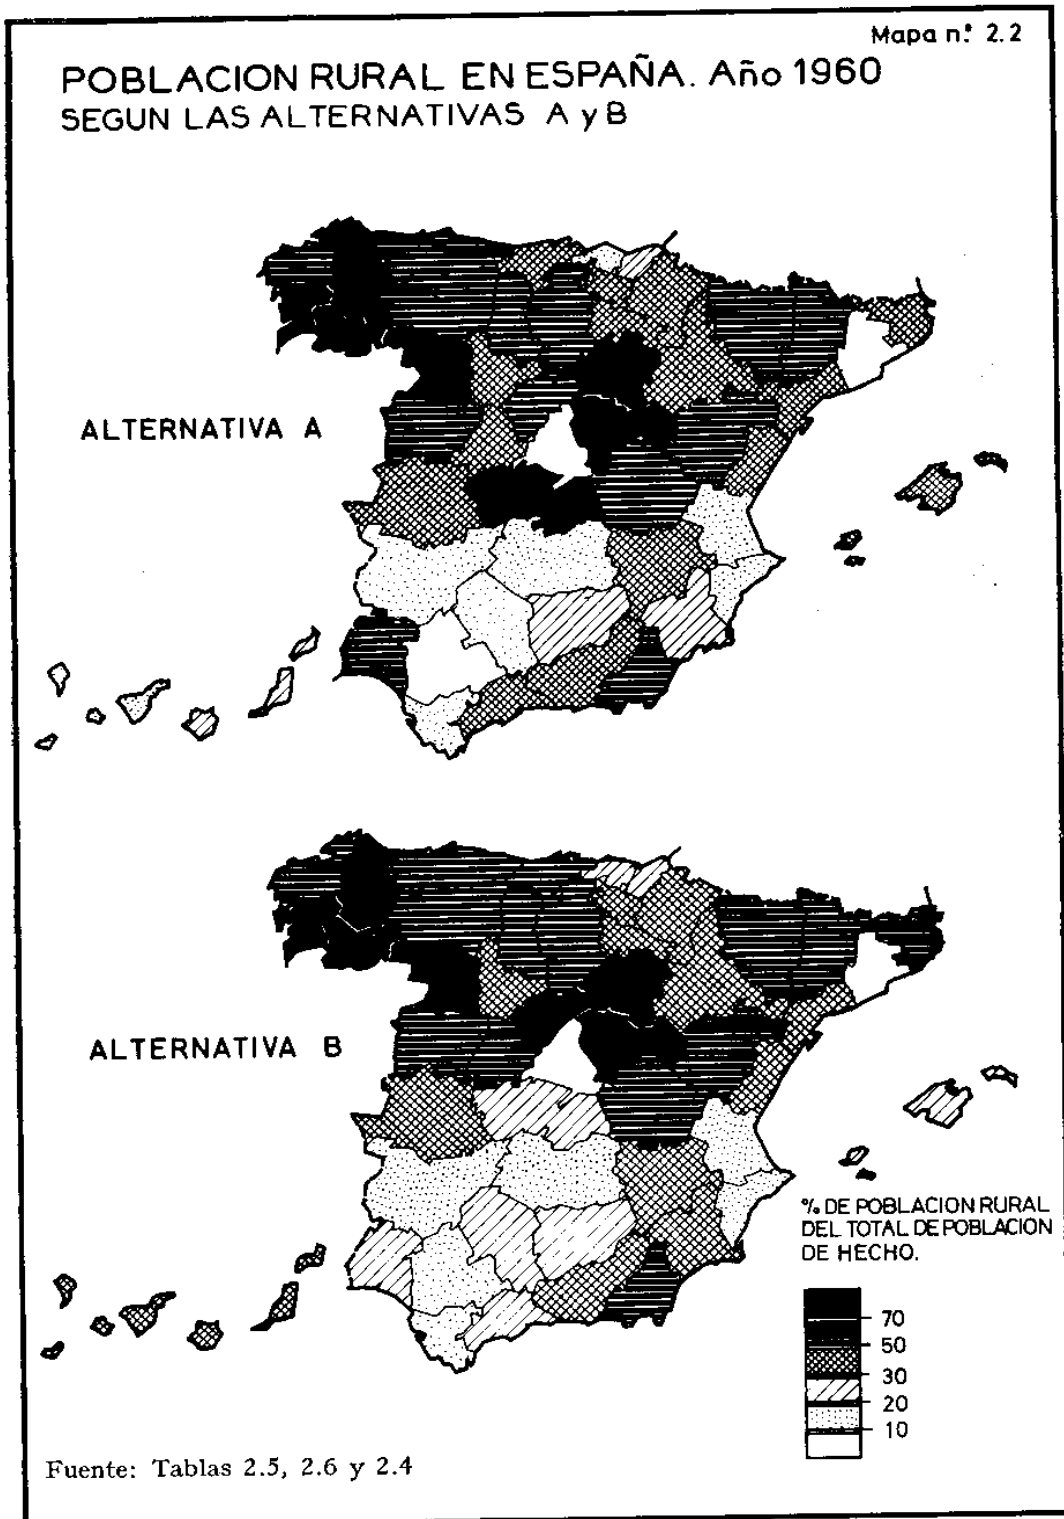 Mapa n.º 2.2
POBLACION RURAL EN ESPAÑA. Año 1960
SEGUN LAS ALTERNATIVAS A y B
ALTERNATIVA A
ALTERNATIVA B
% DE POBLACION RURAL
DEL TOTAL DE POBLACION
DE HECHO.
70
50
30
20
10
Fuente: Tablas 2.5, 2.6 y 2.4